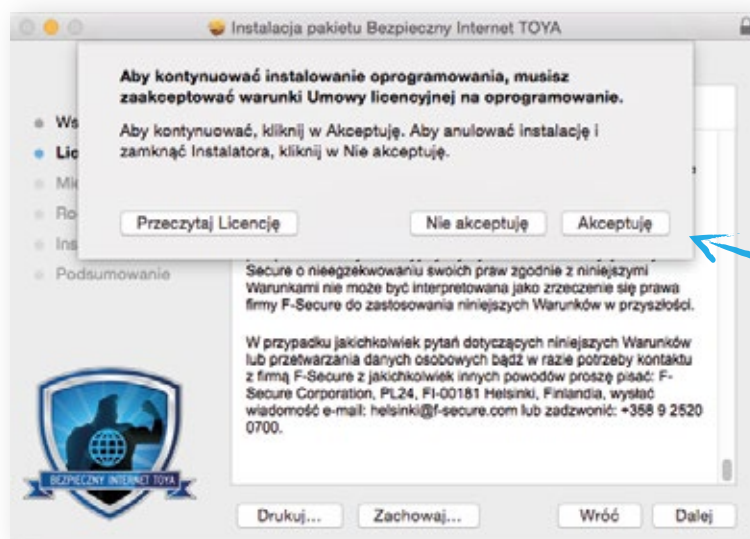 Instalacja pakietu Bezpieczny Internet TOYA
Aby kontynuować instalowanie oprogramowania, musisz
zaakceptować warunki Umowy licencyjnej na oprogramowanie.
Aby kontynuować, kliknij w Akceptuję. Aby anulować instalację i
zamknąć Instalatora, kliknij w Nie akceptuję.
Przeczytaj Licencję
Nie akceptuję
Akceptuję
Ws
Lic
Mie
Ro
Ins
Podsumowanie
Secure o nieegzekwowaniu swoich praw zgodnie z niniejszymi
Warunkami nie może być interpretowana jako zrzeczenie się prawa
firmy F-Secure do zastosowania niniejszych Warunków w przyszłości.
W przypadku jakichkolwiek pytań dotyczących niniejszych Warunków
lub przetwarzania danych osobowych bądź w razie potrzeby kontaktu
z firmą F-Secure z jakichkolwiek innych powodów proszę pisać: F-
Secure Corporation, PL24, FI-00181 Helsinki, Finlandia, wysłać
wiadomość e-mail: helsinki@f-secure.com lub zadzwonić: +358 9 2520
0700.
BEZPIECZNY INTERNET TOYA
Drukuj...
Zachowaj...
Wróć
Dalej